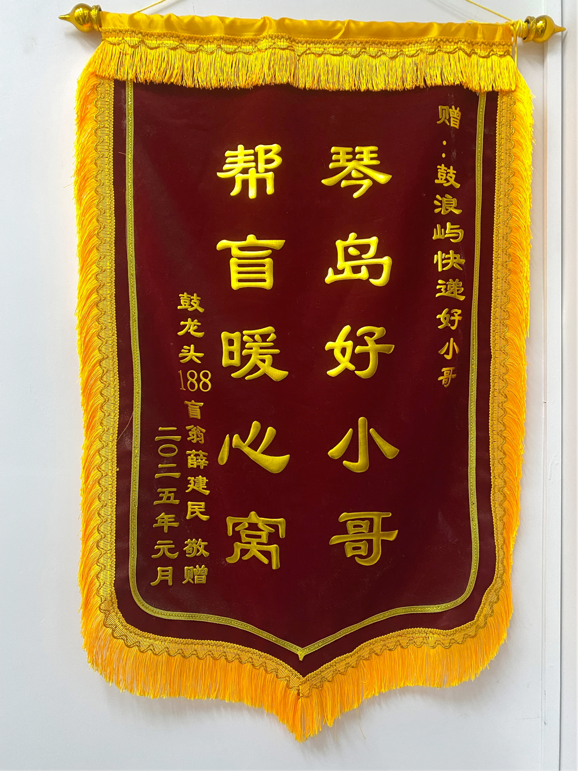 赠：鼓浪屿快递好小哥
琴岛好小哥
帮盲暖心窝
鼓龙头188盲翁薛建民 敬赠
二〇二五年元月